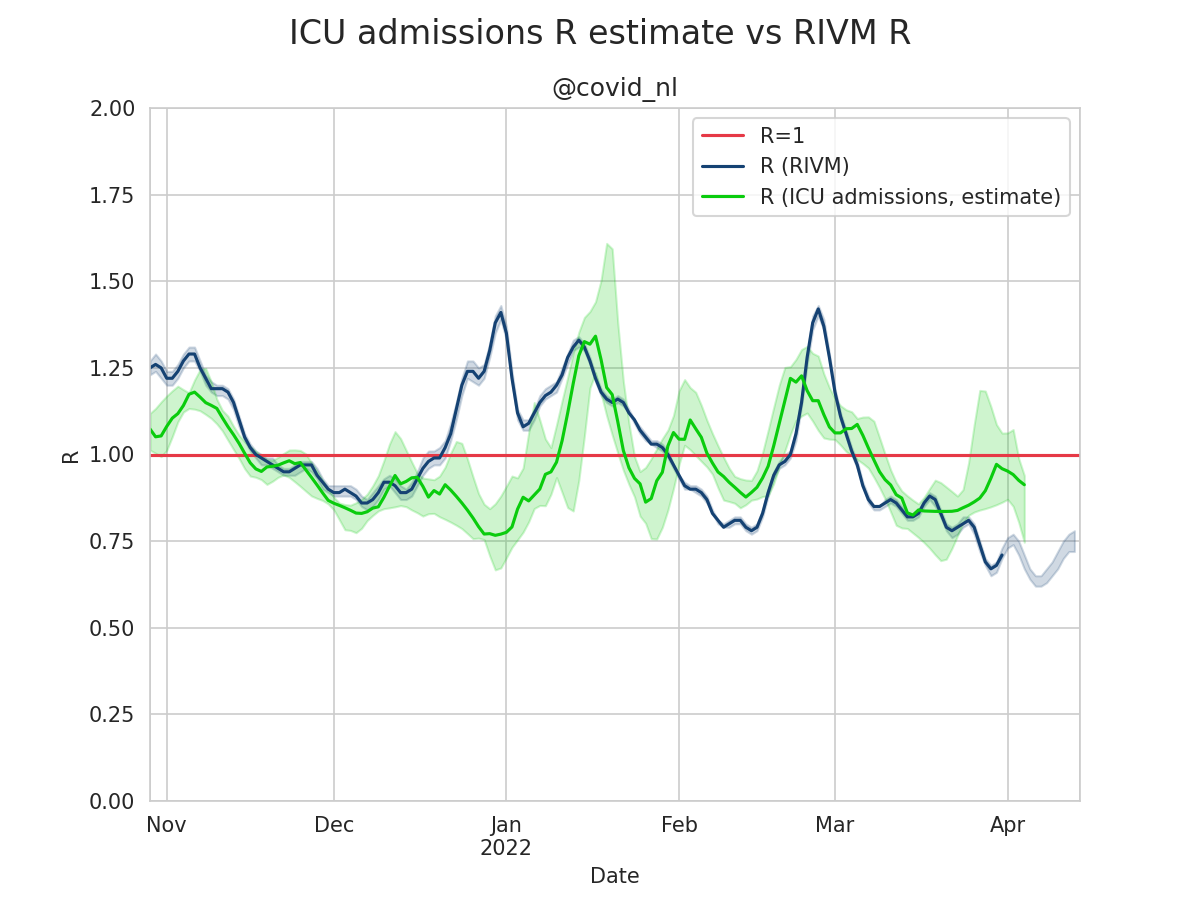 ICU admissions R estimate vs RIVM R
@covid_nl
2.00
1.75
1.50
1.25
1.00
0.75
0.50
0.25
0.00
R
R=1
R (RIVM)
R (ICU admissions, estimate)
Nov
Dec
Jan
2022
Feb
Mar
Apr
Date